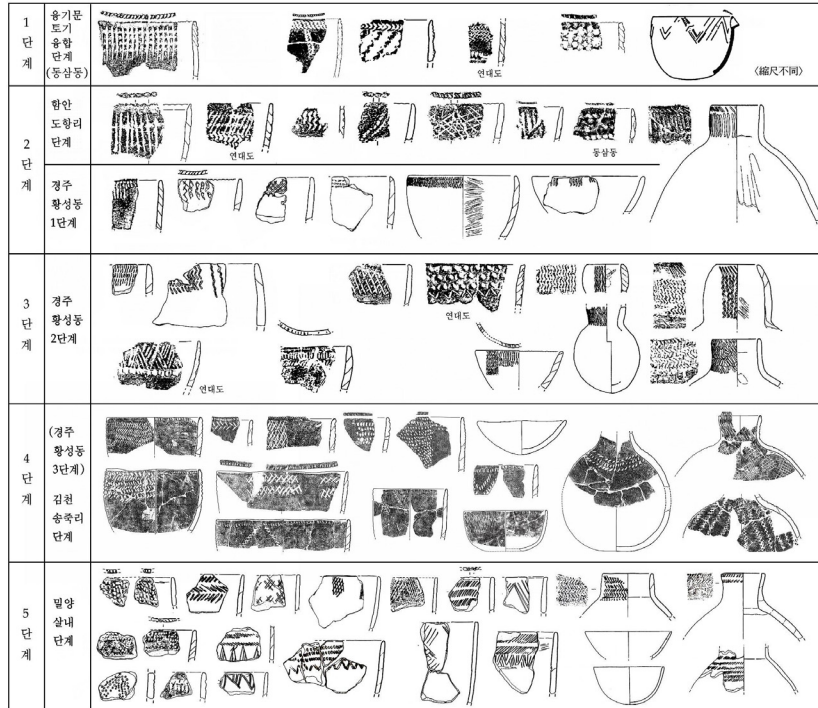 1
단
계
융기문
토기
융합
단계
(동삼동)
연대도
〈縮尺不同〉
2
단
계
함안
도항리
단계
연대도
동삼동
경주
황성동
1단계
3
단
계
경주
황성동
2단계
연대도
연대도
4
단
계
(경주
황성동
3단계)
김천
송죽리
단계
5
단
계
밀양
살내
단계